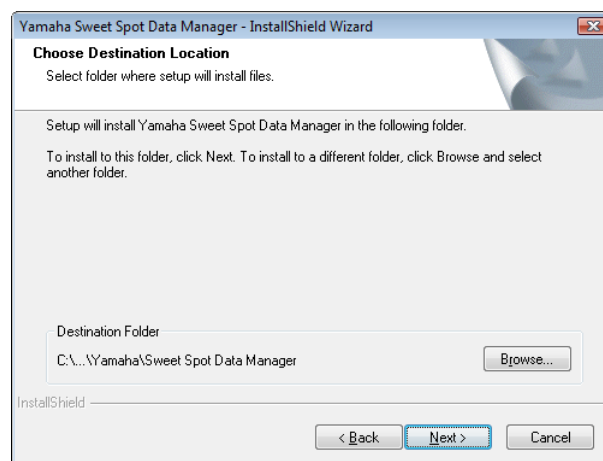 Yamaha Sweet Spot Data Manager - InstallShield Wizard
Choose Destination Location
Select folder where setup will install files.
Setup will install Yamaha Sweet Spot Data Manager in the following folder.
To install to this folder, click Next. To install to a different folder, click Browse and select
another folder.
Destination Folder
C:\...\Yamaha\Sweet Spot Data Manager
Browse...
InstallShield
< Back
Next >
Cancel